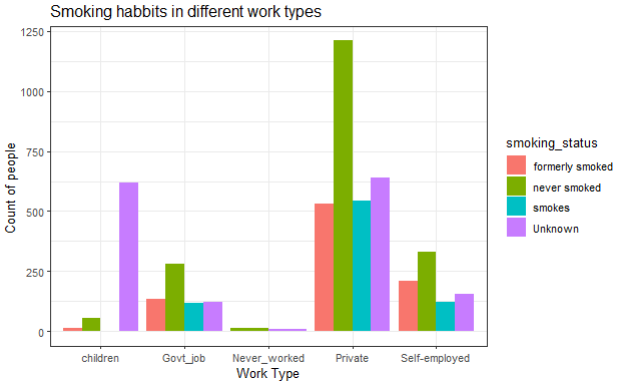 Smoking habbits in different work types
1250
1000
750
500
250
0
Count of people
children Govt_job Never_worked Private Self-employed
Work Type
smoking_status
formerly smoked
never smoked
smokes
Unknown